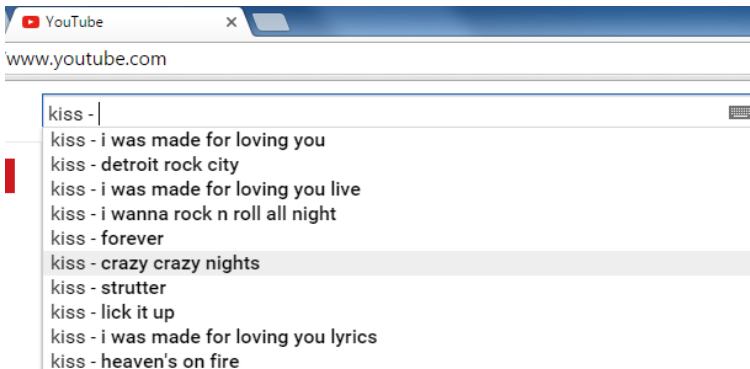 YouTube
www.youtube.com
kiss -
kiss - i was made for loving you
kiss - detroit rock city
kiss - i was made for loving you live
kiss - i wanna rock n roll all night
kiss - forever
kiss - crazy crazy nights
kiss - strutter
kiss - lick it up
kiss - i was made for loving you lyrics
kiss - heaven's on fire